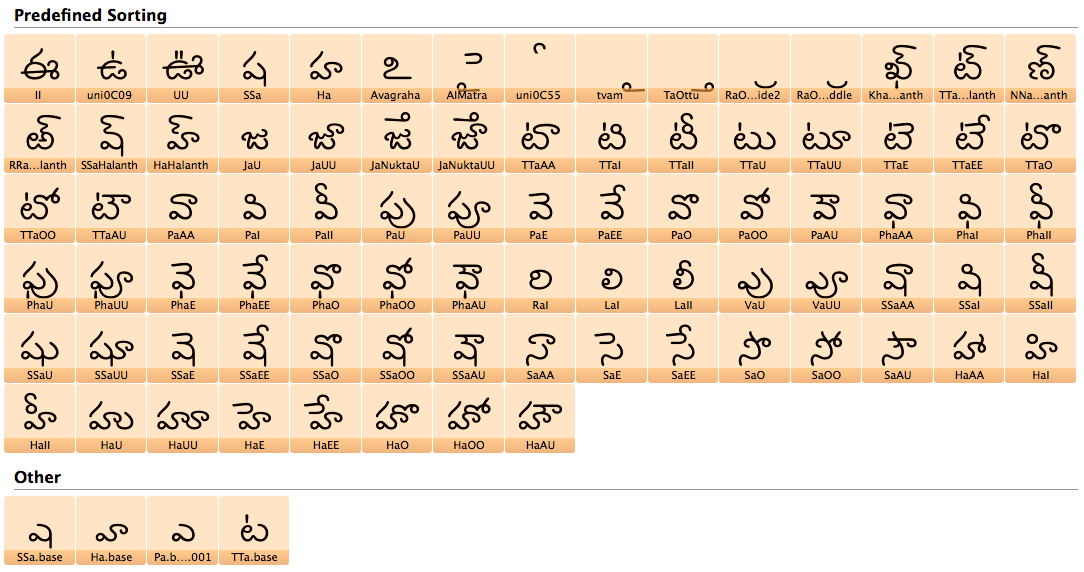 Predefined Sorting
ఈ ఉ ఊ ష హ ఽ ఖ్ ట్ ణ్
II uni0C09 UU SSa Ha Avagraha AIMatra uni0C55 tvam TaOttu RaO...ide2 RaO...ddle Kha...anth TTa...lanth NNa...anth
ఱ్ ష్ హ్ జు జూ ౙు ౙూ టా టి టీ టు టూ టె టే టొ
RRa...lanth SSaHalanth HaHalanth JaU JaUU JaNuktaU JaNuktaUU TTaAA TTaI TTaII TTaU TTaUU TTaE TTaEE TTaO
టో టౌ పా పి పీ పు పూ పె పే పొ పో పౌ ఫా ఫి ఫీ
TTaOO TTaAU PaAA PaI PaII PaU PaUU PaE PaEE PaO PaOO PaAU PhaAA PhaI PhaII
ఫు ఫూ ఫె ఫే ఫొ ఫో ఫౌ రి లి లీ వు వూ షా షి షీ
PhaU PhaUU PhaE PhaEE PhaO PhaOO PhaAU RaI LaI LaII VaU VaUU SSaAA SSaI SSaII
షు షూ షె షే షొ షో షౌ సా సె సే సొ సో సౌ హా హి
SSaU SSaUU SSaE SSaEE SSaO SSaOO SSaAU SaAA SaE SaEE SaO SaOO SaAU HaAA HaI
హీ హు హూ హె హే హొ హో హౌ
HaII HaU HaUU HaE HaEE HaO HaOO HaAU
Other
SSa.base Ha.base Pa.b....001 TTa.base